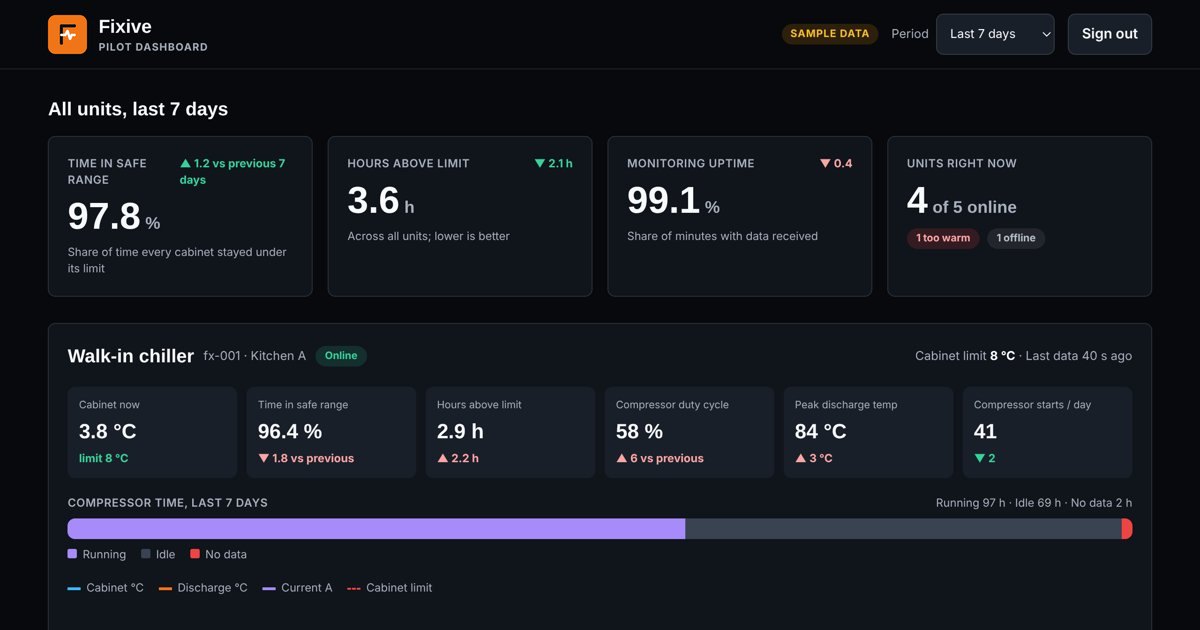 Fixive
PILOT DASHBOARD
SAMPLE DATA
Period
Last 7 days
Sign out
All units, last 7 days
TIME IN SAFE
RANGE
▲ 1.2 vs previous 7
days
97.8 %
Share of time every cabinet stayed under
its limit
HOURS ABOVE LIMIT
▼ 2.1 h
3.6 h
Across all units; lower is better
MONITORING UPTIME
▼ 0.4
99.1 %
Share of minutes with data received
UNITS RIGHT NOW
4 of 5 online
1 too warm
1 offline
Walk-in chiller
fx-001 · Kitchen A
Online
Cabinet limit 8 °C · Last data 40 s ago
Cabinet now
3.8 °C
limit 8 °C
Time in safe range
96.4 %
▼ 1.8 vs previous
Hours above limit
2.9 h
▲ 2.2 h
Compressor duty cycle
58 %
▲ 6 vs previous
Peak discharge temp
84 °C
▲ 3 °C
Compressor starts / day
41
▼ 2
COMPRESSOR TIME, LAST 7 DAYS
Running 97 h · Idle 69 h · No data 2 h
Running
Idle
No data
Cabinet °C
Discharge °C
Current A
Cabinet limit